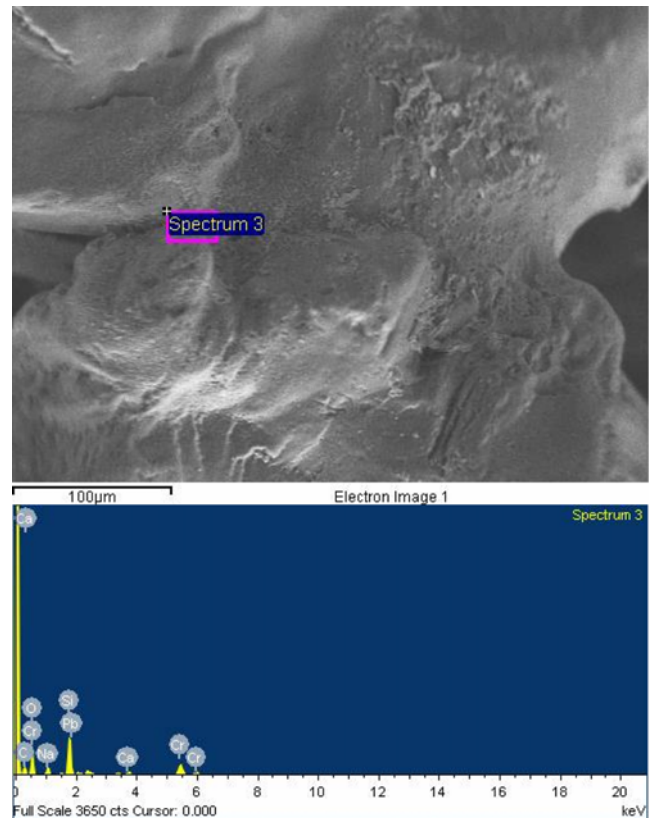 Spectrum 3
100µm
Electron Image 1
Spectrum 3
Ca
O
Si
Cr
Pb
C
Na
Ca
Cr
Cr
0 2 4 6 8 10 12 14 16 18 20
Full Scale 3650 cts Cursor: 0.000 keV